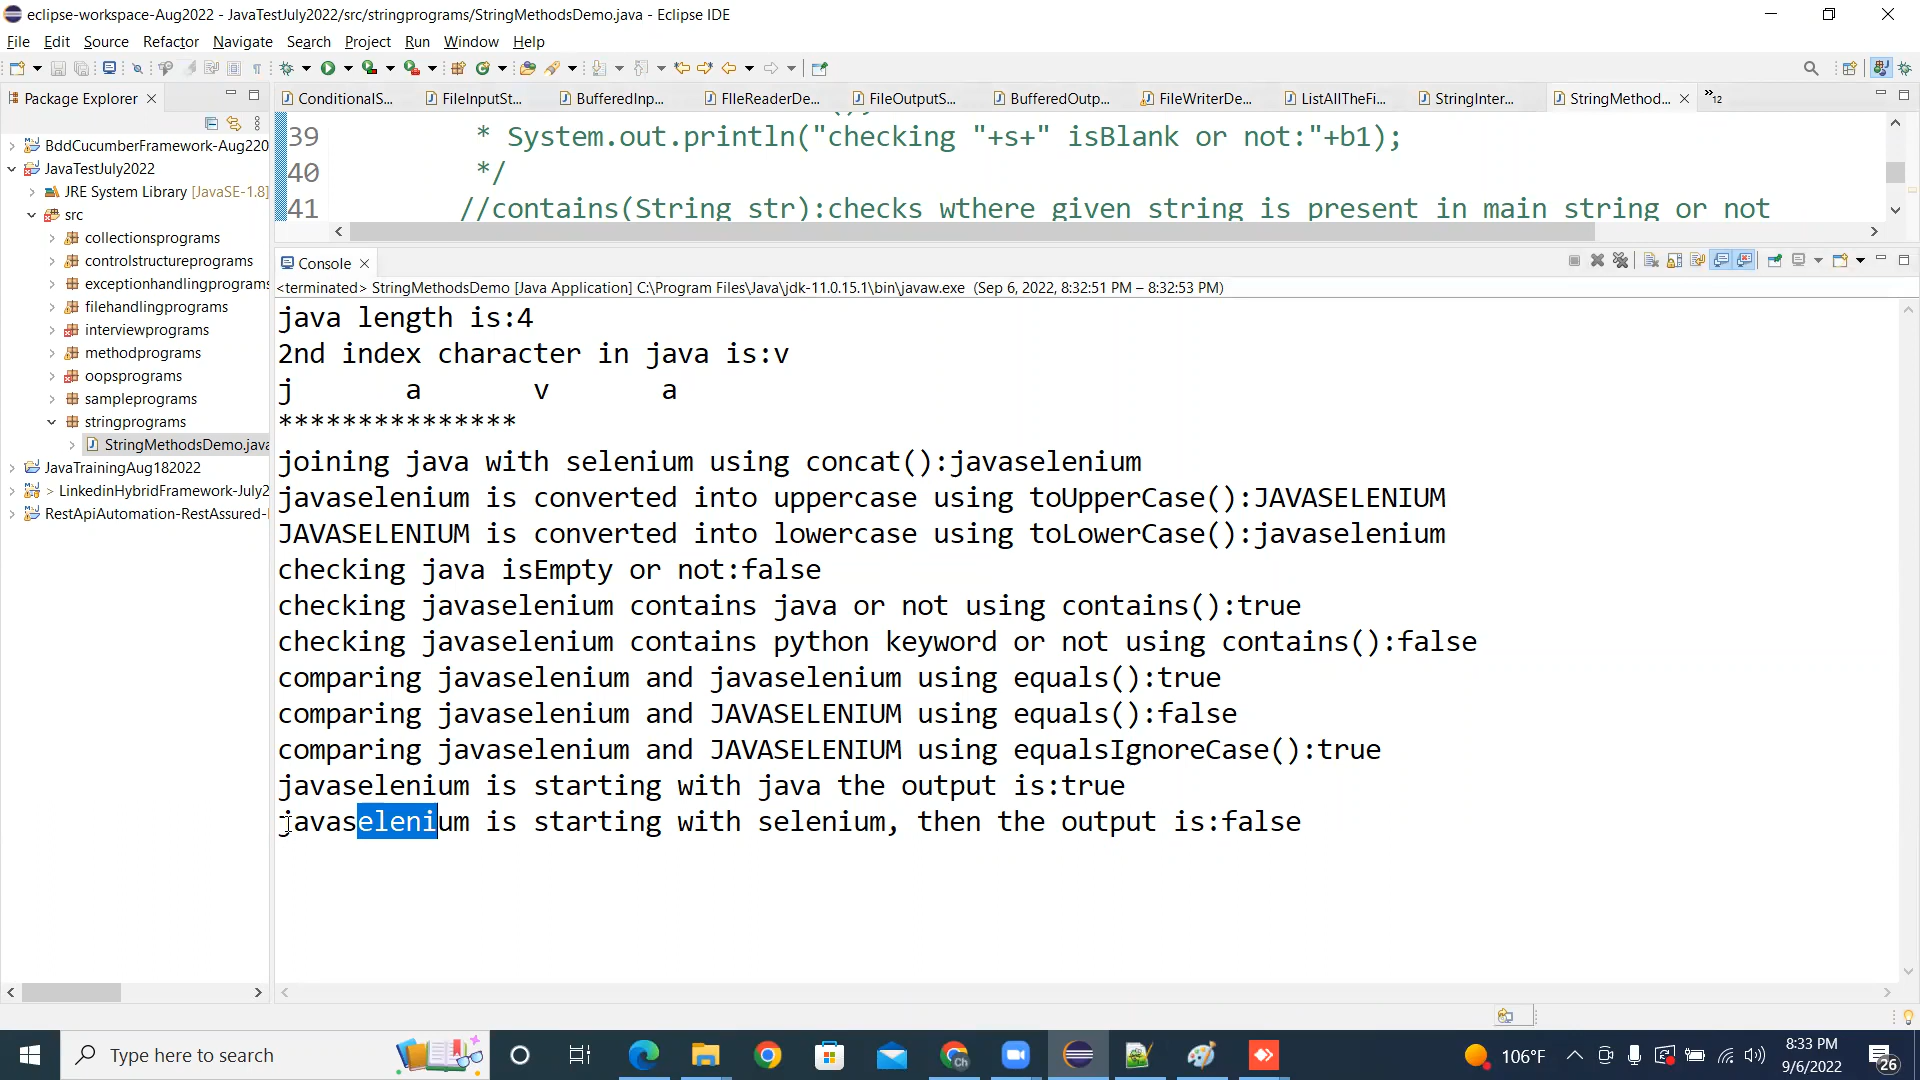 eclipse-workspace-Aug2022 - JavaTestJuly2022/src/stringprograms/StringMethodsDemo.java - Eclipse IDE
File Edit Source Refactor Navigate Search Project Run Window Help
Package Explorer
ConditionalS... FileInputSt... BufferedInp... FIleReaderDe... FileOutputS... BufferedOutp... FileWriterDe... ListAllTheFi... StringInter... StringMethod... 12
BddCucumberFramework-Aug220
JavaTestJuly2022
JRE System Library [JavaSE-1.8]
src
collectionsprograms
controlstructureprograms
exceptionhandlingprograms
filehandlingprograms
interviewprograms
methodprograms
oopsprograms
sampleprograms
stringprograms
StringMethodsDemo.java
JavaTrainingAug182022
> LinkedinHybridFramework-July2
RestApiAutomation-RestAssured-
39 * System.out.println("checking "+s+" isBlank or not:"+b1);
40 */
41 //contains(String str):checks wthere given string is present in main string or not
Console
<terminated> StringMethodsDemo [Java Application] C:\Program Files\Java\jdk-11.0.15.1\bin\javaw.exe (Sep 6, 2022, 8:32:51 PM – 8:32:53 PM)
java length is:4
2nd index character in java is:v
j a v a
***************
joining java with selenium using concat():javaselenium
javaselenium is converted into uppercase using toUpperCase():JAVASELENIUM
JAVASELENIUM is converted into lowercase using toLowerCase():javaselenium
checking java isEmpty or not:false
checking javaselenium contains java or not using contains():true
checking javaselenium contains python keyword or not using contains():false
comparing javaselenium and javaselenium using equals():true
comparing javaselenium and JAVASELENIUM using equals():false
comparing javaselenium and JAVASELENIUM using equalsIgnoreCase():true
javaselenium is starting with java the output is:true
javaselenium is starting with selenium, then the output is:false
Type here to search
106°F
8:33 PM
9/6/2022
26